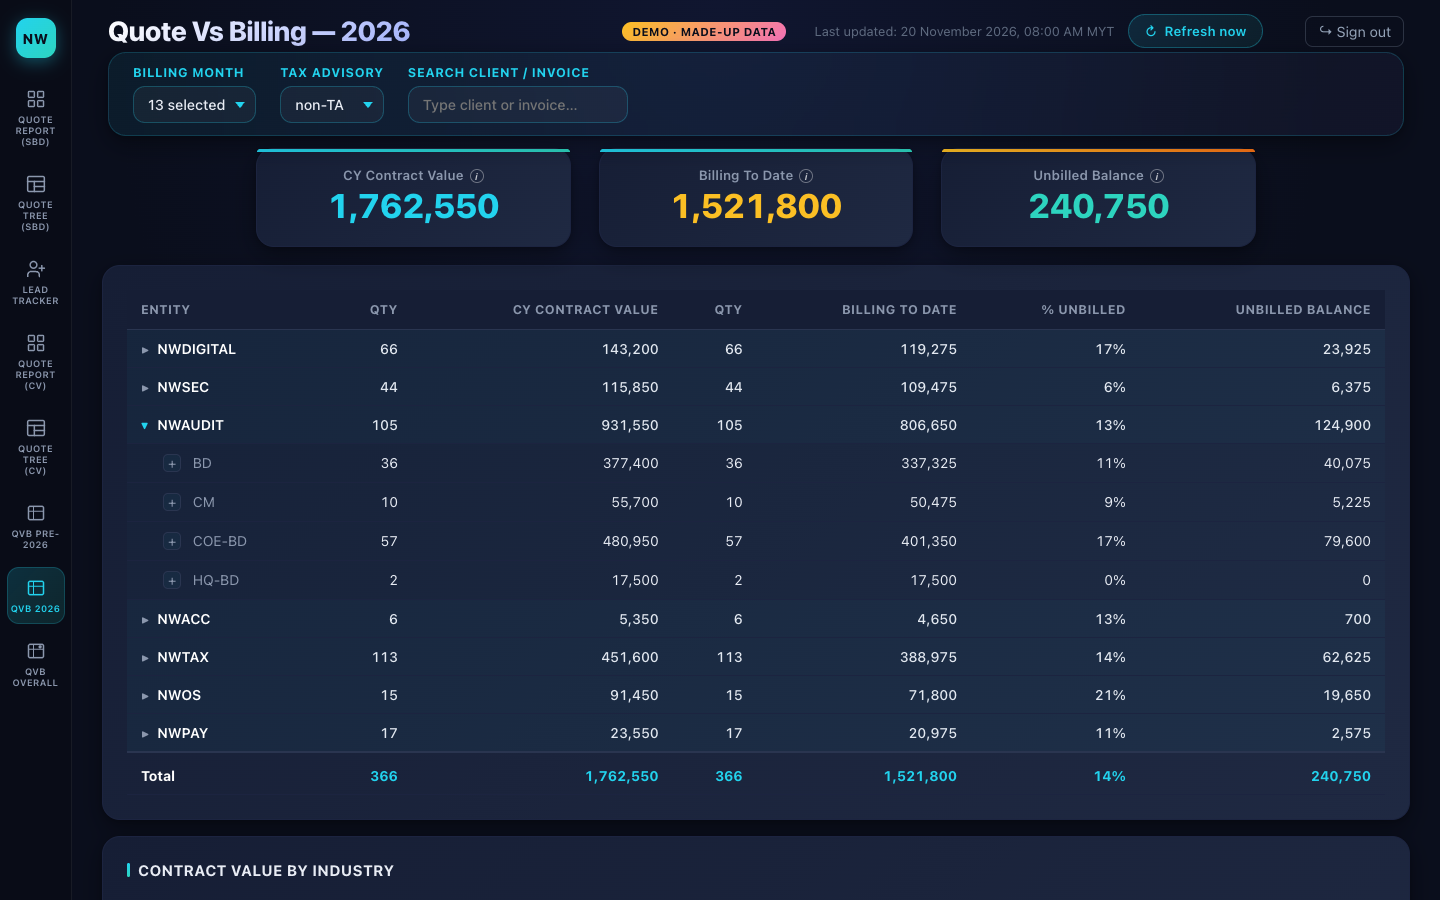 NW
Quote Vs Billing — 2026
DEMO · MADE-UP DATA
Last updated: 20 November 2026, 08:00 AM MYT
↻ Refresh now
↪ Sign out
QUOTE
REPORT
(SBD)
QUOTE
TREE
(SBD)
LEAD
TRACKER
QUOTE
REPORT
(CV)
QUOTE
TREE
(CV)
QVB PRE-
2026
QVB 2026
QVB
OVERALL
BILLING MONTH TAX ADVISORY SEARCH CLIENT / INVOICE
13 selected non-TA Type client or invoice...
CY Contract Value i
1,762,550
Billing To Date i
1,521,800
Unbilled Balance i
240,750
ENTITY QTY CY CONTRACT VALUE QTY BILLING TO DATE % UNBILLED UNBILLED BALANCE
▸ NWDIGITAL 66 143,200 66 119,275 17% 23,925
▸ NWSEC 44 115,850 44 109,475 6% 6,375
▾ NWAUDIT 105 931,550 105 806,650 13% 124,900
+ BD 36 377,400 36 337,325 11% 40,075
+ CM 10 55,700 10 50,475 9% 5,225
+ COE-BD 57 480,950 57 401,350 17% 79,600
+ HQ-BD 2 17,500 2 17,500 0% 0
▸ NWACC 6 5,350 6 4,650 13% 700
▸ NWTAX 113 451,600 113 388,975 14% 62,625
▸ NWOS 15 91,450 15 71,800 21% 19,650
▸ NWPAY 17 23,550 17 20,975 11% 2,575
Total 366 1,762,550 366 1,521,800 14% 240,750
CONTRACT VALUE BY INDUSTRY